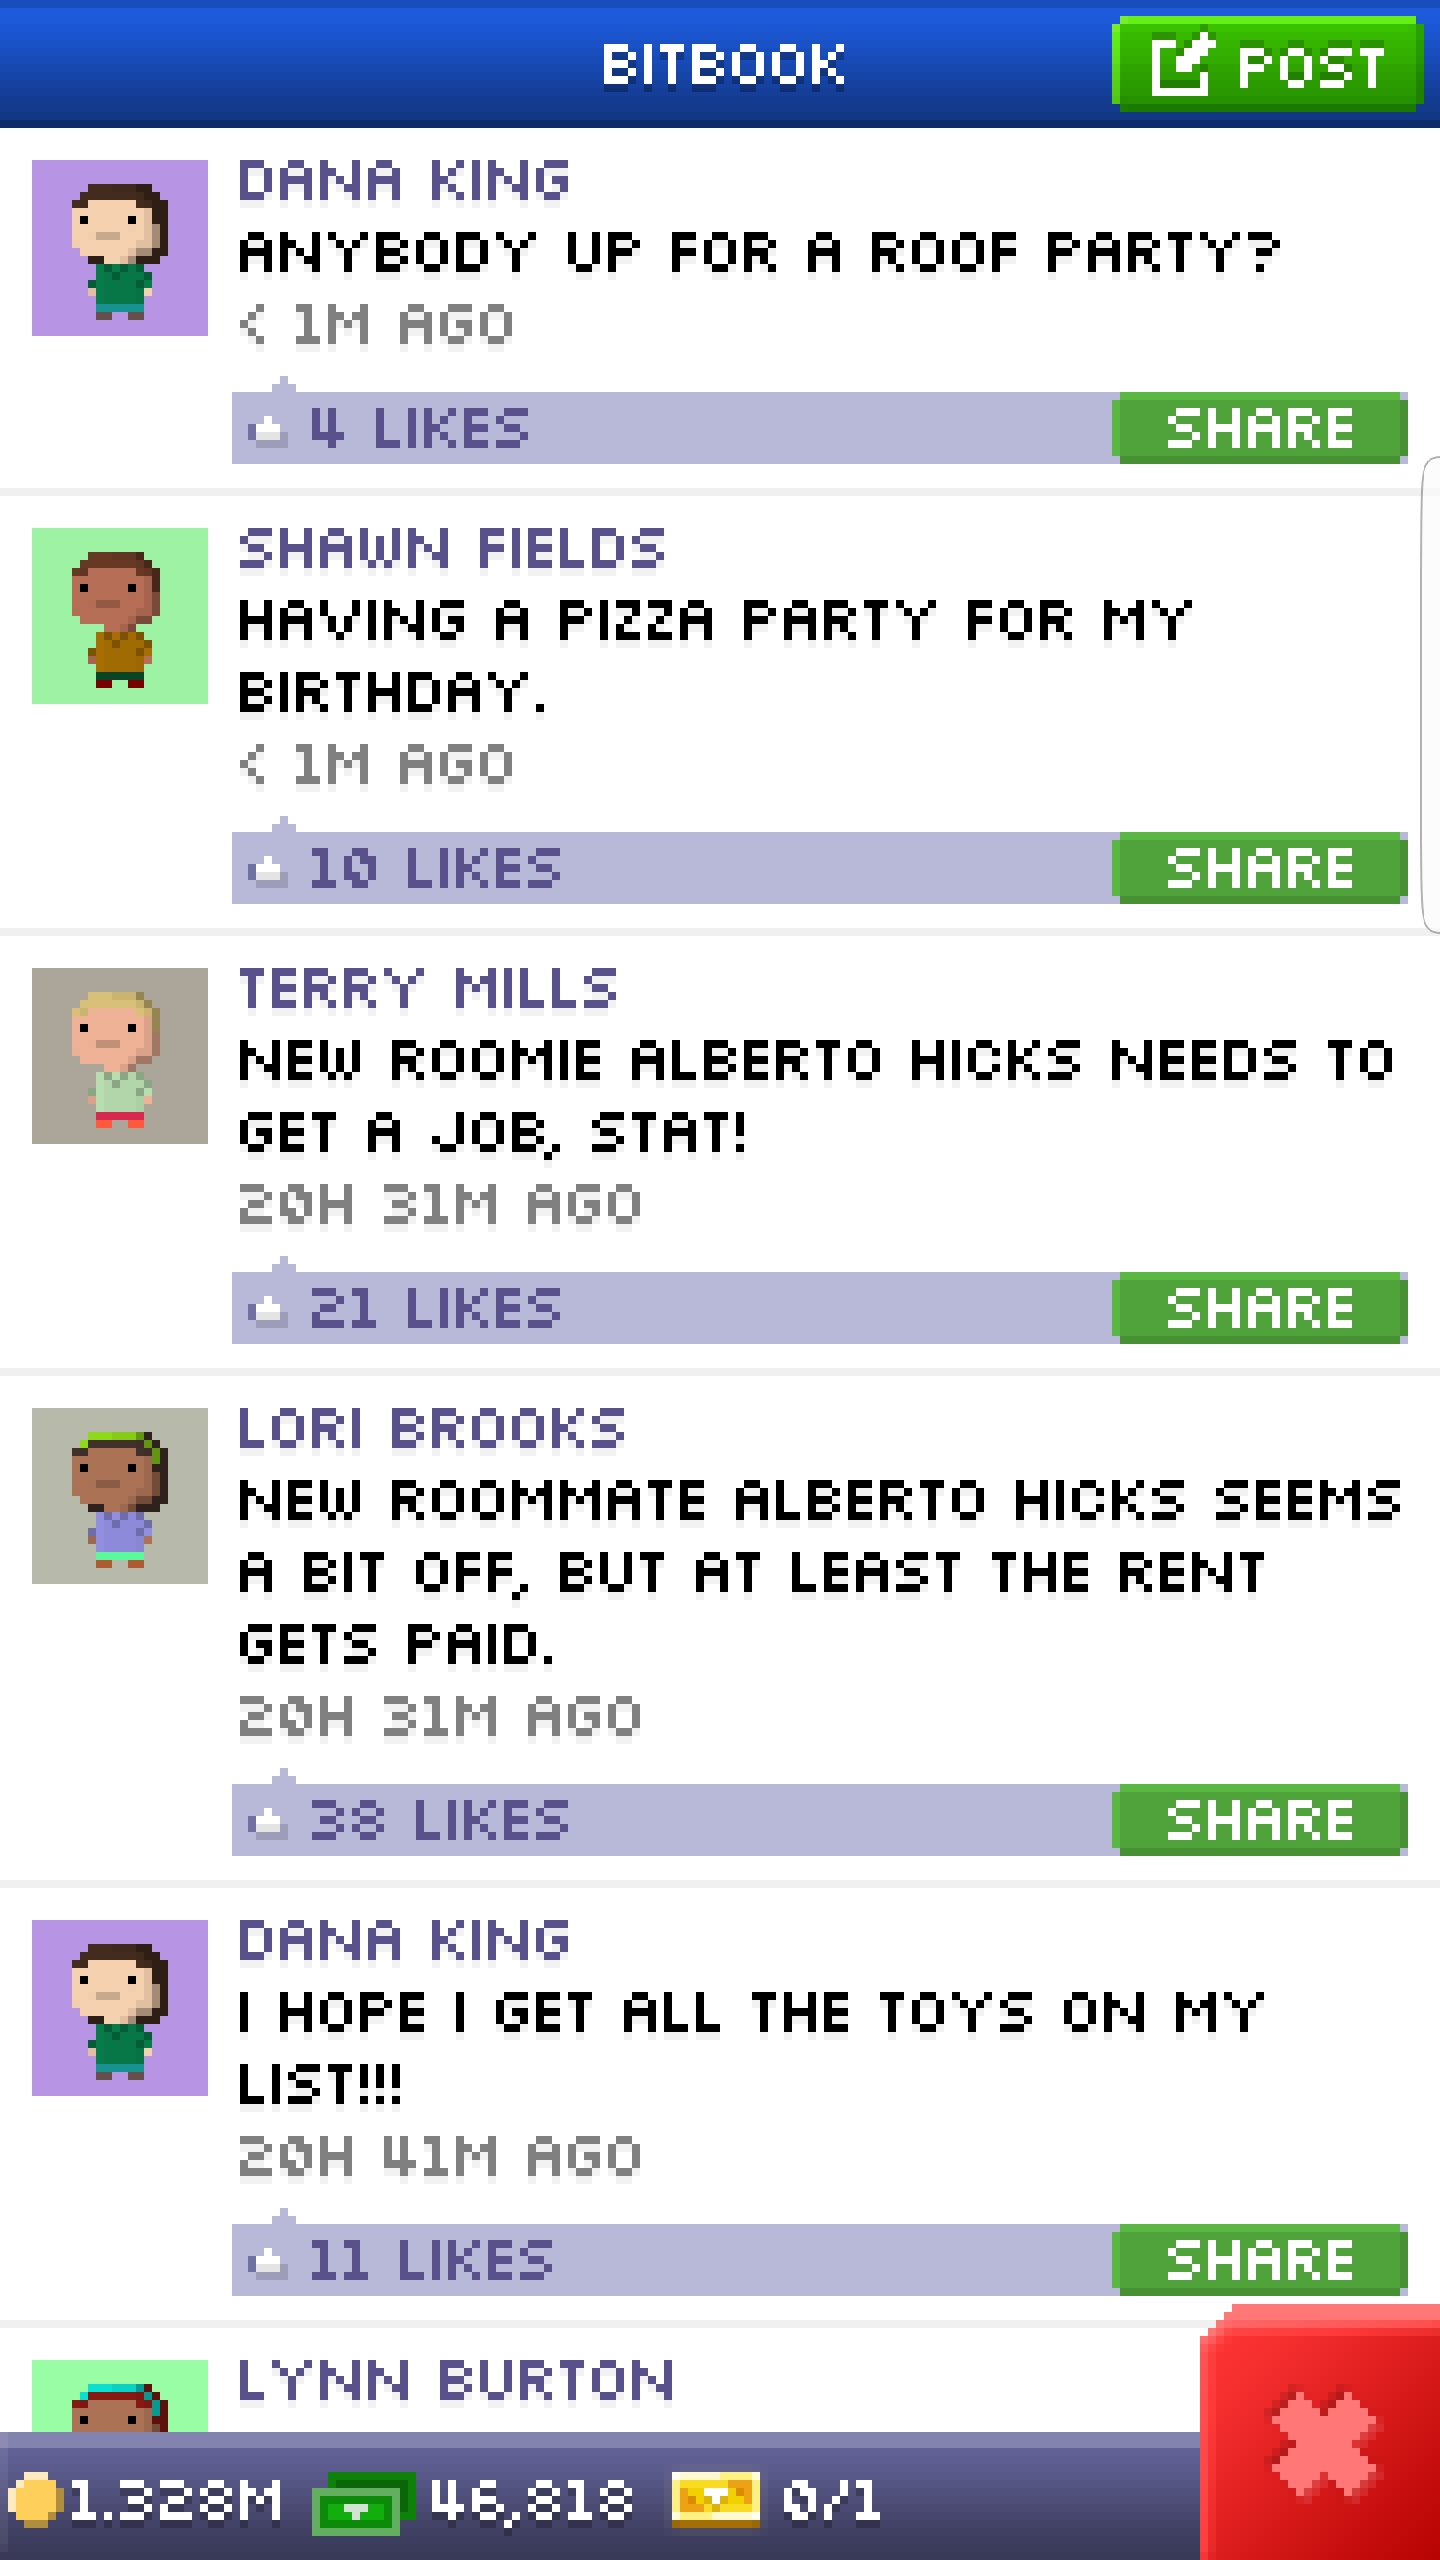 BITBOOK
POST
DANA KING
ANYBODY UP FOR A ROOF PARTY?
< 1M AGO
4 LIKES
SHARE
SHAWN FIELDS
HAVING A PIZZA PARTY FOR MY
BIRTHDAY.
< 1M AGO
10 LIKES
SHARE
TERRY MILLS
NEW ROOMIE ALBERTO HICKS NEEDS TO
GET A JOB, STAT!
20H 31M AGO
21 LIKES
SHARE
LORI BROOKS
NEW ROOMMATE ALBERTO HICKS SEEMS
A BIT OFF, BUT AT LEAST THE RENT
GETS PAID.
20H 31M AGO
38 LIKES
SHARE
DANA KING
I HOPE I GET ALL THE TOYS ON MY
LIST!!!
20H 41M AGO
11 LIKES
SHARE
LYNN BURTON
1.328M 46,818 0/1